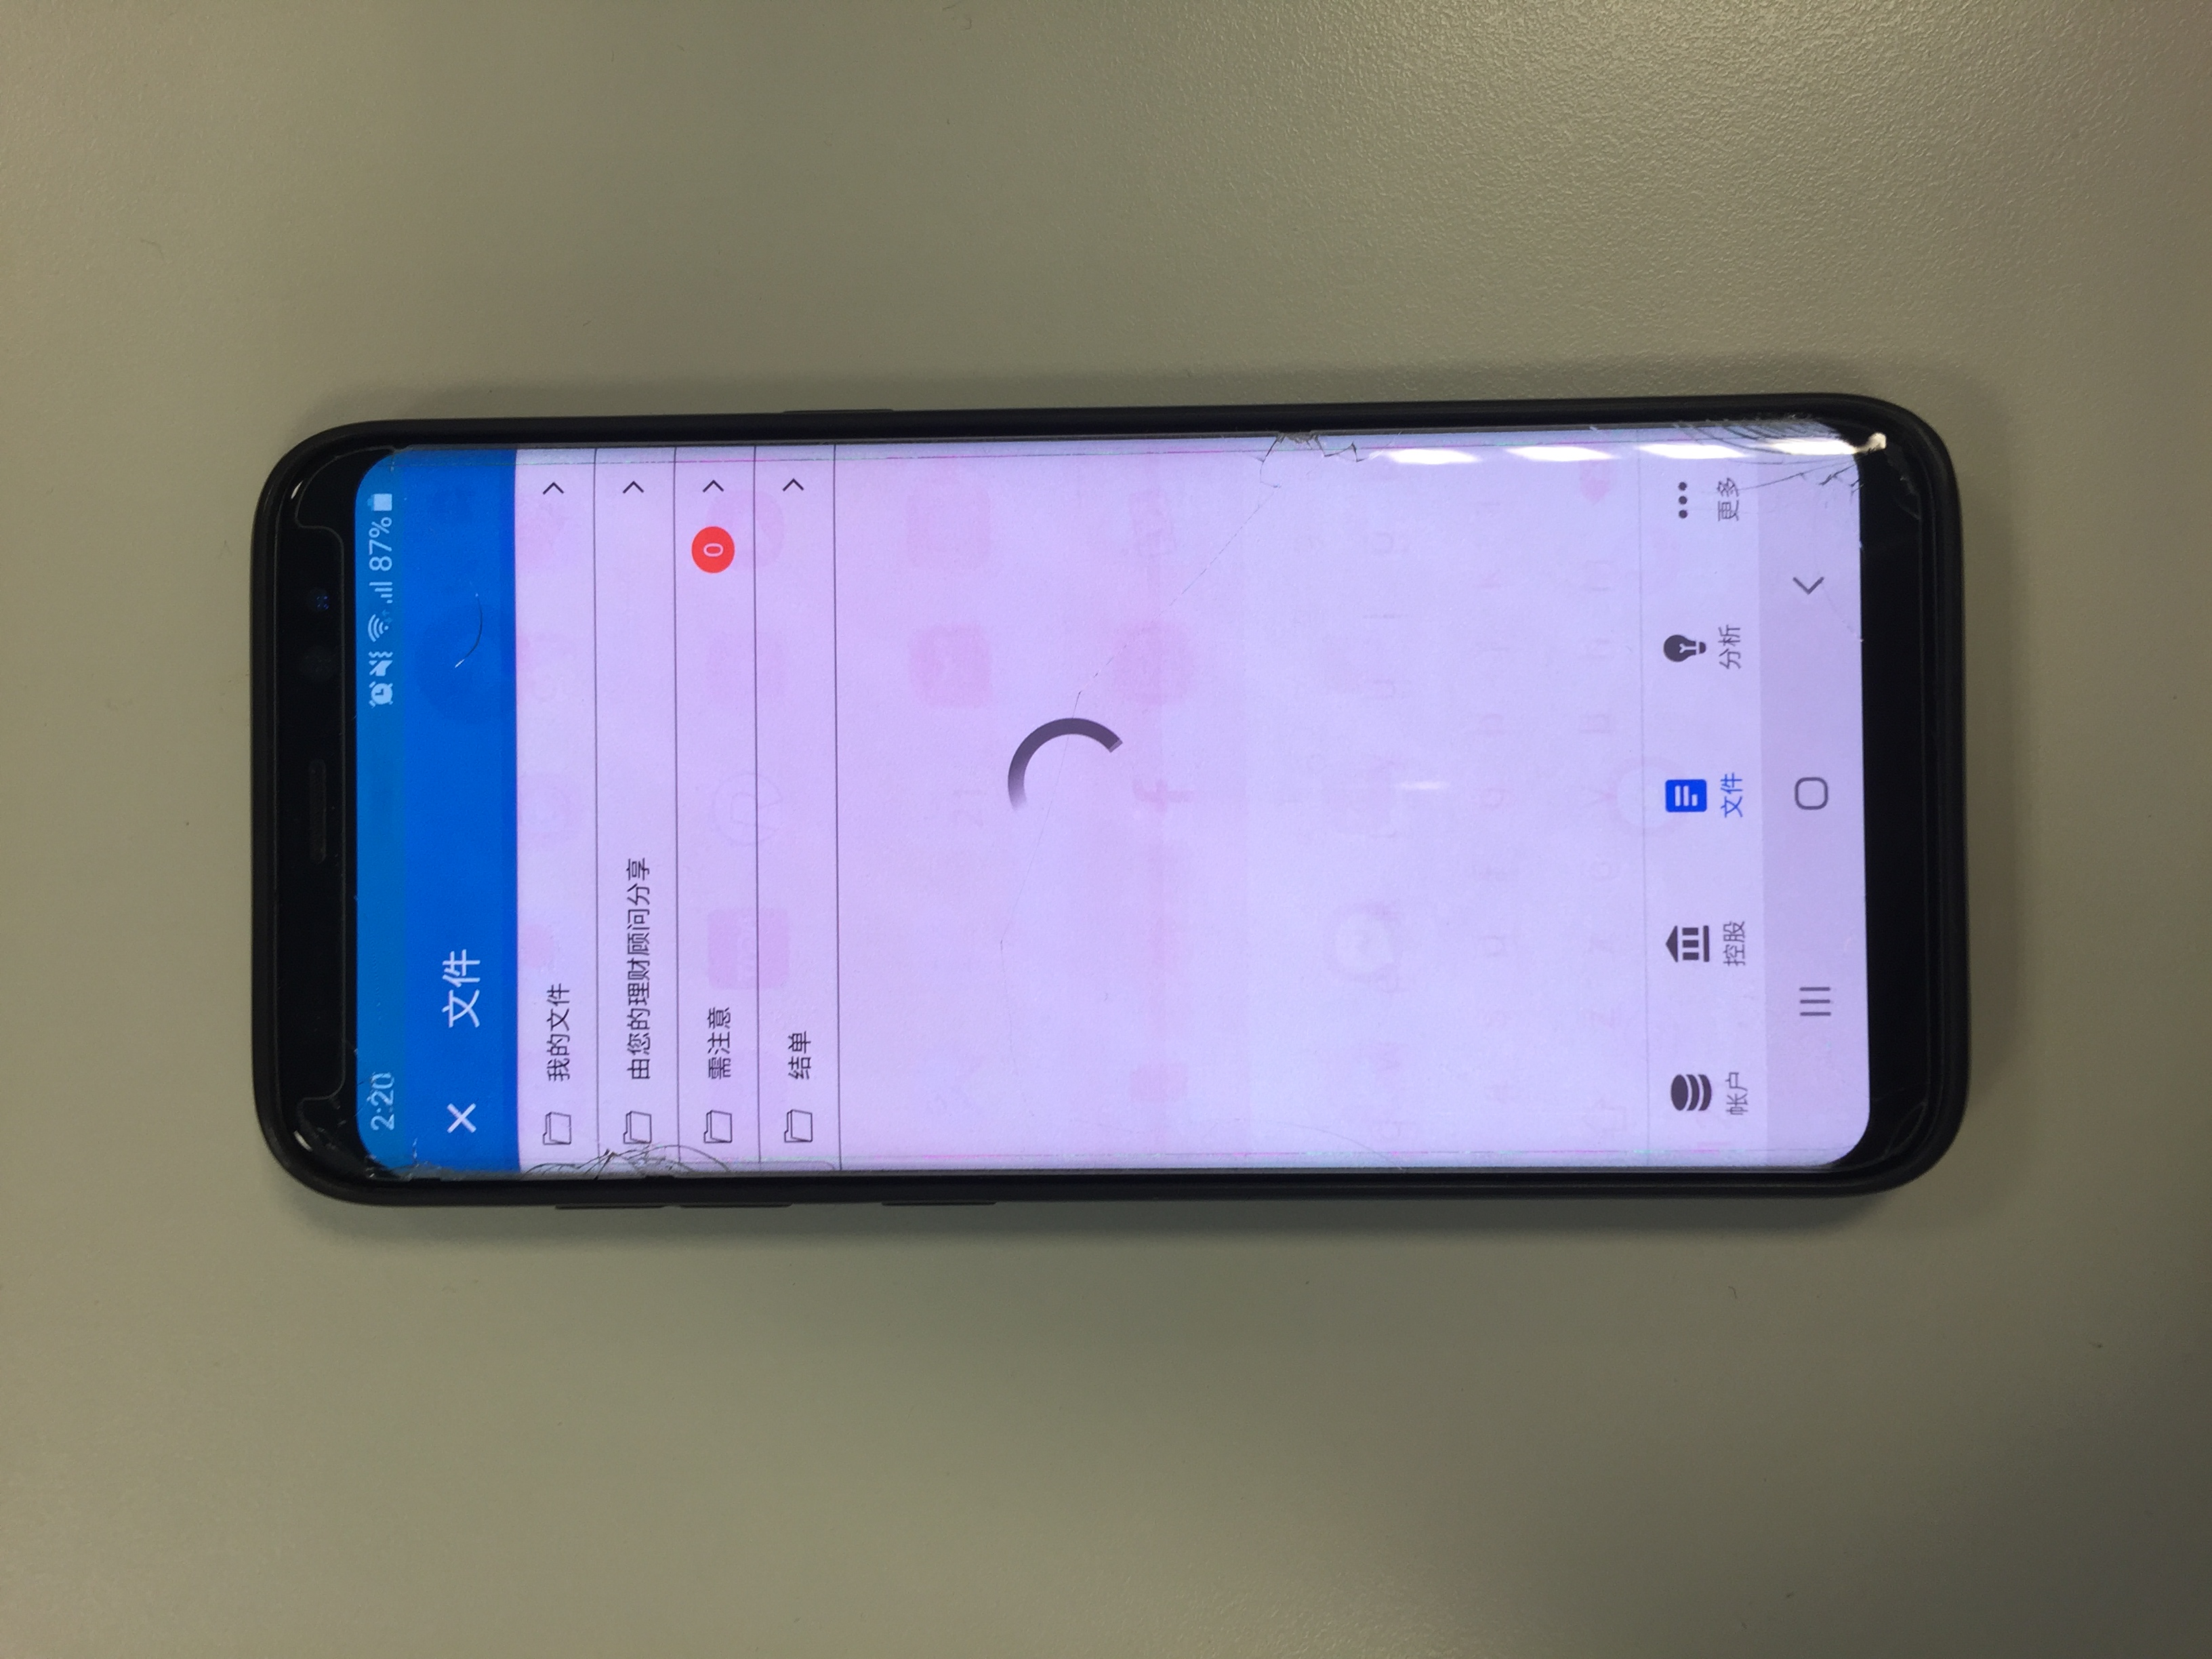 2:20 87%
文件
我的文件
由您的理财顾问分享
需注意 0
结单
帐户 控股 文件 分析 更多